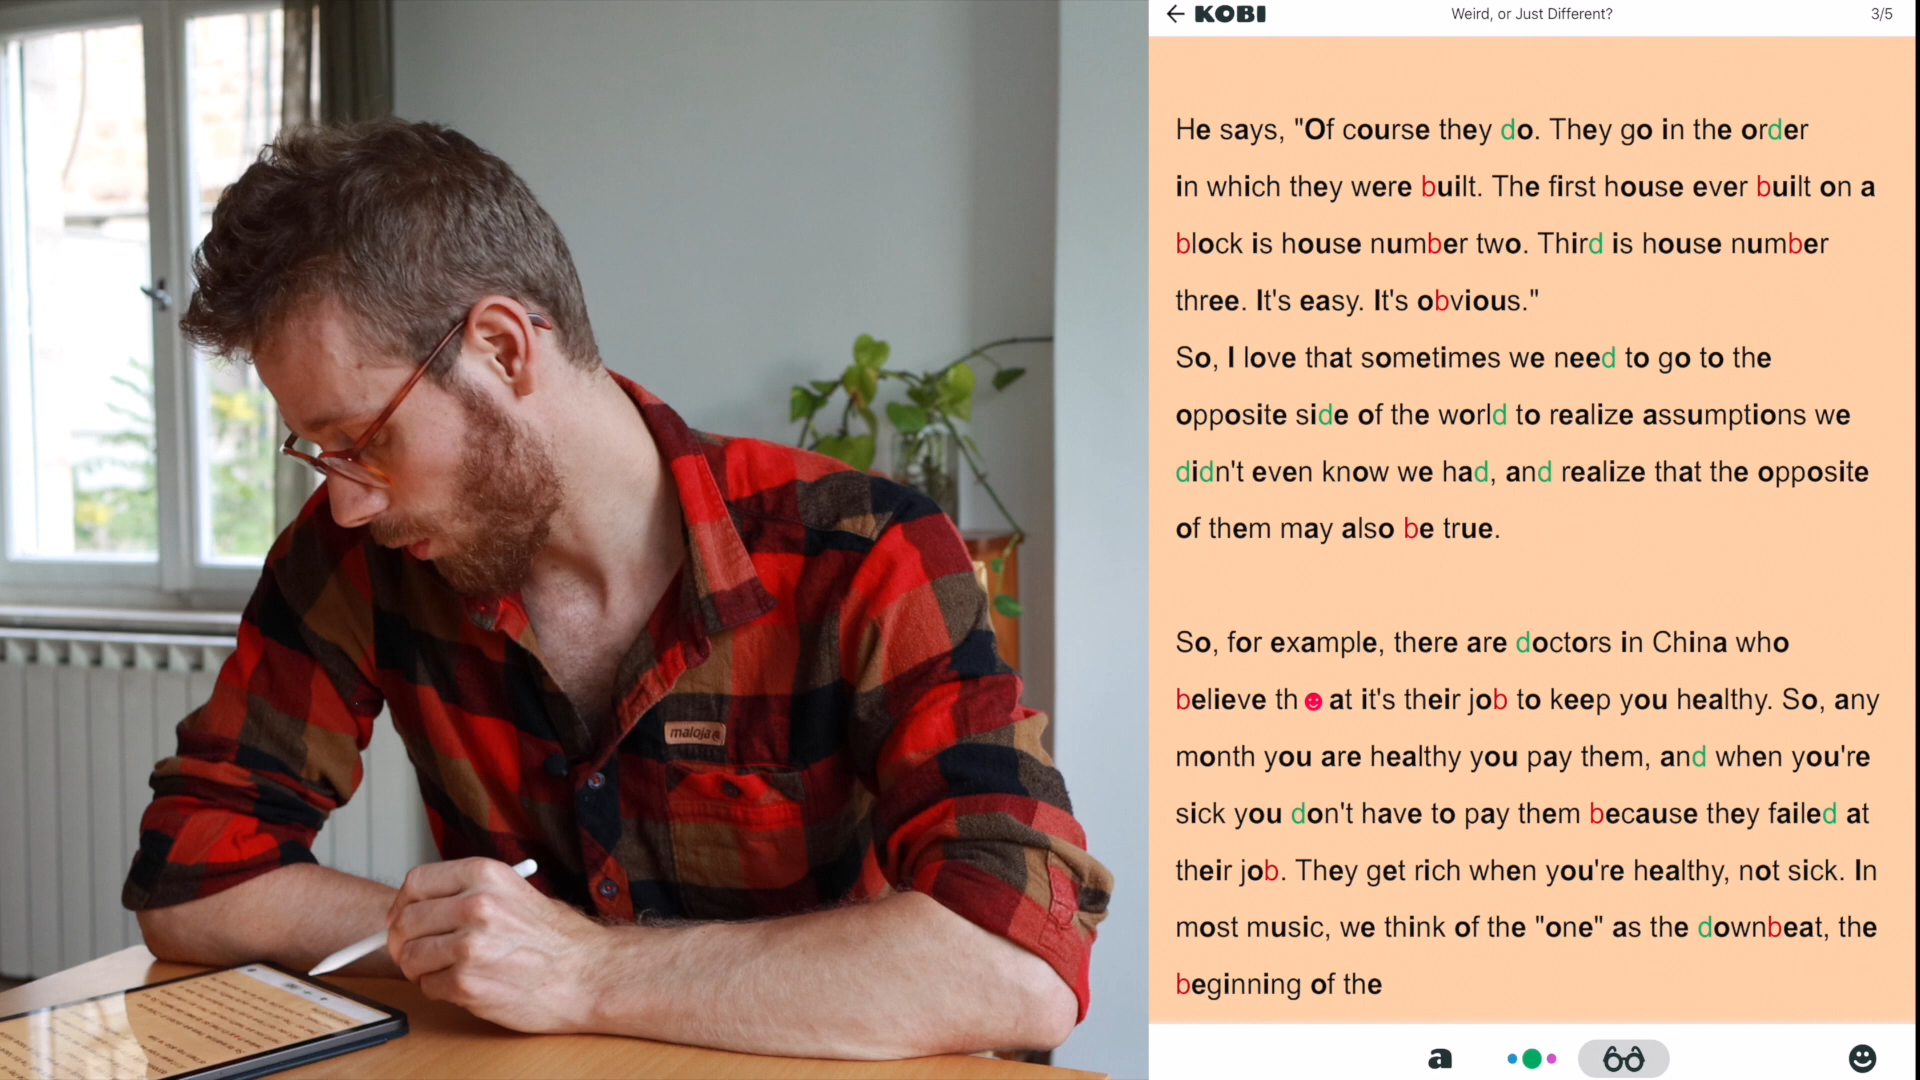 KOBI
Weird, or Just Different?
3/5
He says, "Of course they do. They go in the order
in which they were built. The first house ever built on a
block is house number two. Third is house number
three. It's easy. It's obvious."
So, I love that sometimes we need to go to the
opposite side of the world to realize assumptions we
didn't even know we had, and realize that the opposite
of them may also be true.
So, for example, there are doctors in China who
believe that it's their job to keep you healthy. So, any
month you are healthy you pay them, and when you're
sick you don't have to pay them because they failed at
their job. They get rich when you're healthy, not sick. In
most music, we think of the "one" as the downbeat, the
beginning of the
a
maloja